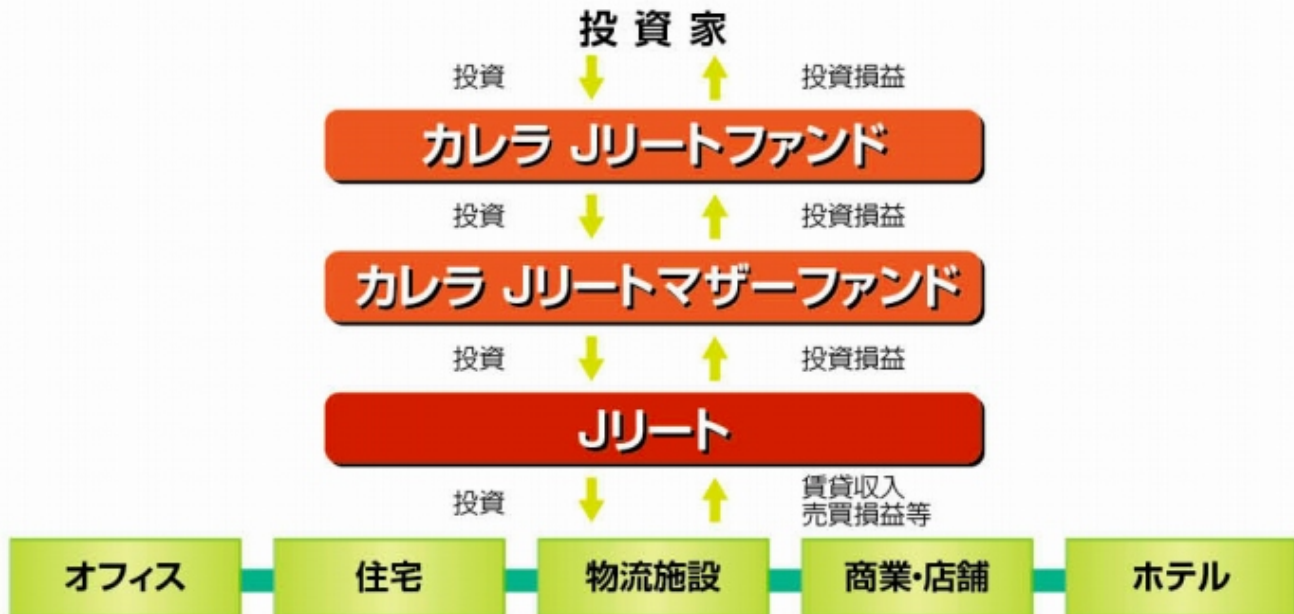 投資家
投資 投資損益
カレラ Jリートファンド
投資 投資損益
カレラ Jリートマザーファンド
投資 投資損益
Jリート
投資 賃貸収入
売買損益等
オフィス 住宅 物流施設 商業・店舗 ホテル